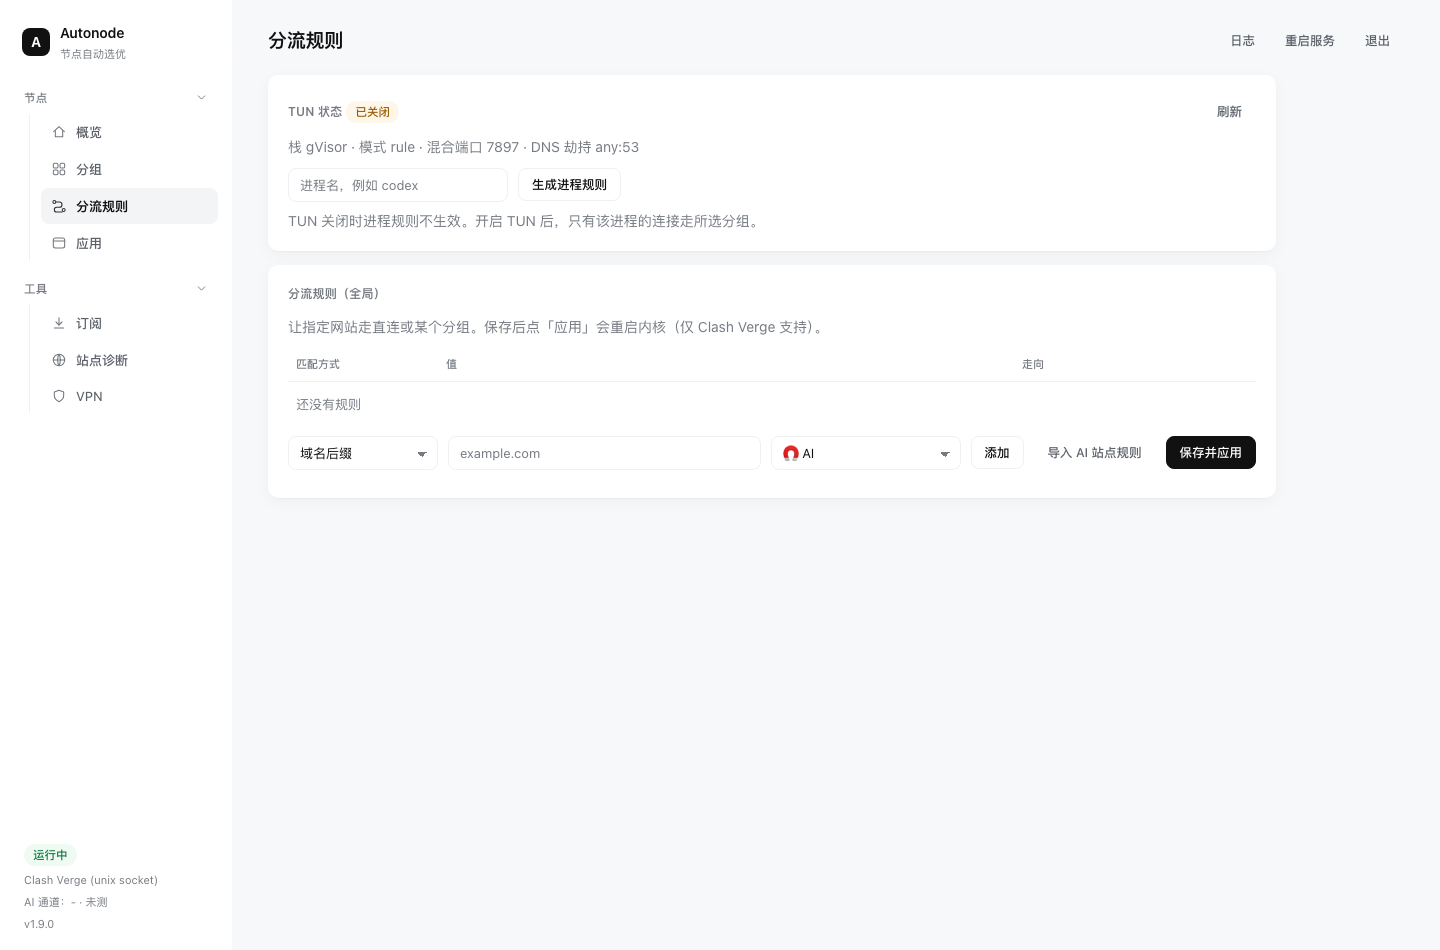 A
Autonode
节点自动选优
节点
概览
分组
分流规则
应用
工具
订阅
站点诊断
VPN
运行中
Clash Verge (unix socket)
AI 通道：- · 未测
v1.9.0
分流规则
日志 重启服务 退出
TUN 状态 已关闭 刷新
栈 gVisor · 模式 rule · 混合端口 7897 · DNS 劫持 any:53
进程名，例如 codex 生成进程规则
TUN 关闭时进程规则不生效。开启 TUN 后，只有该进程的连接走所选分组。
分流规则（全局）
让指定网站走直连或某个分组。保存后点「应用」会重启内核（仅 Clash Verge 支持）。
匹配方式 值 走向
还没有规则
域名后缀 example.com AI 添加 导入 AI 站点规则 保存并应用